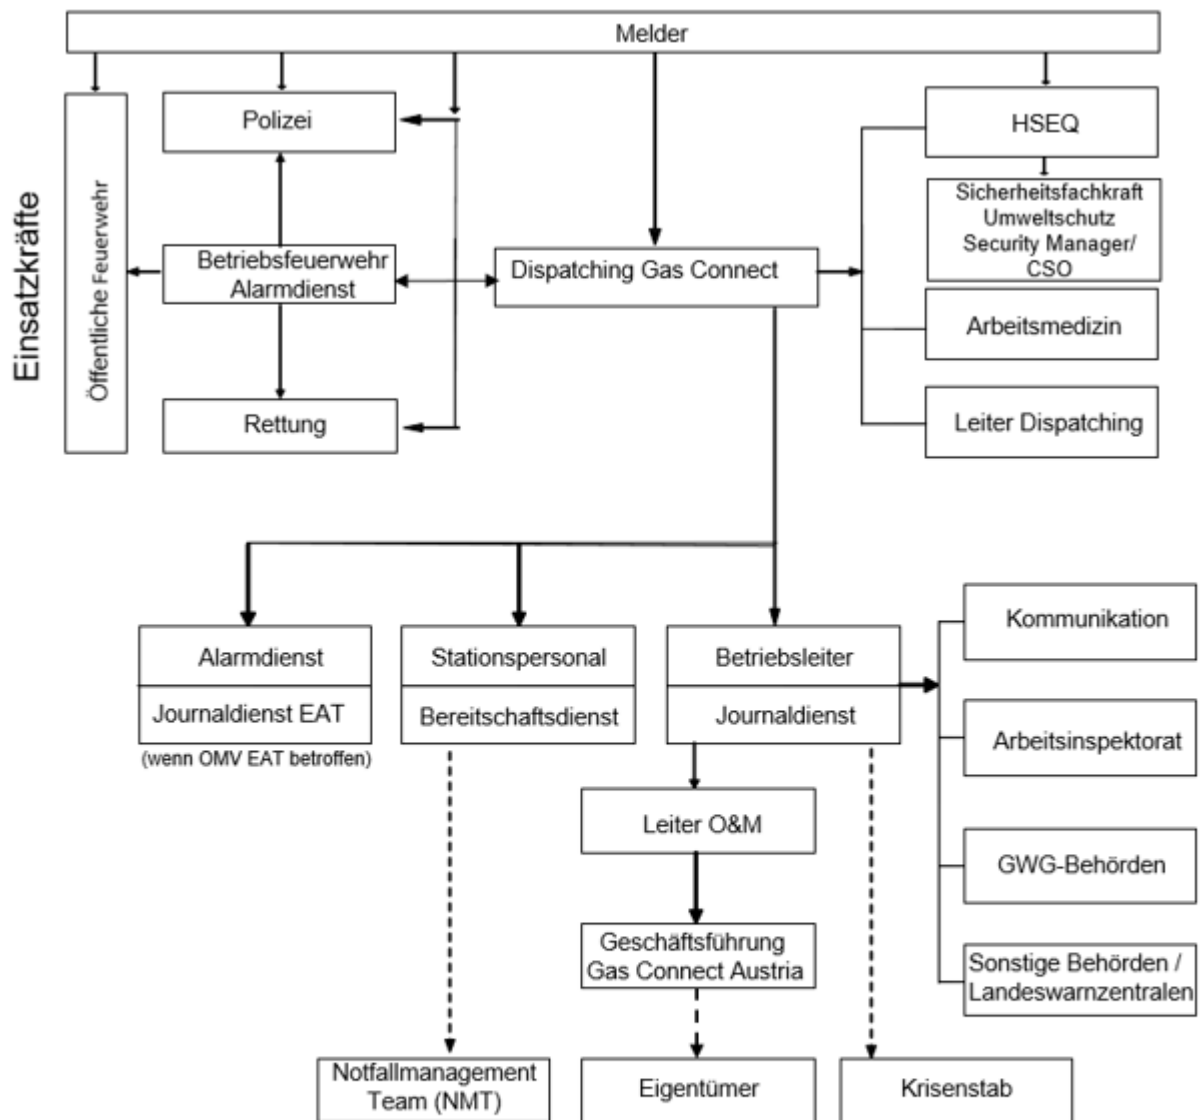 Melder
Einsatzkräfte
Öffentliche Feuerwehr
Polizei
HSEQ
Sicherheitsfachkraft
Umweltschutz
Security Manager/
CSO
Betriebsfeuerwehr
Alarmdienst
Dispatching Gas Connect
Arbeitsmedizin
Rettung
Leiter Dispatching
Alarmdienst
Journaldienst EAT
(wenn OMV EAT betroffen)
Stationspersonal
Bereitschaftsdienst
Betriebsleiter
Journaldienst
Kommunikation
Arbeitsinspektorat
GWG-Behörden
Sonstige Behörden /
Landeswarnzentralen
Leiter O&M
Geschäftsführung
Gas Connect Austria
Notfallmanagement
Team (NMT)
Eigentümer
Krisenstab